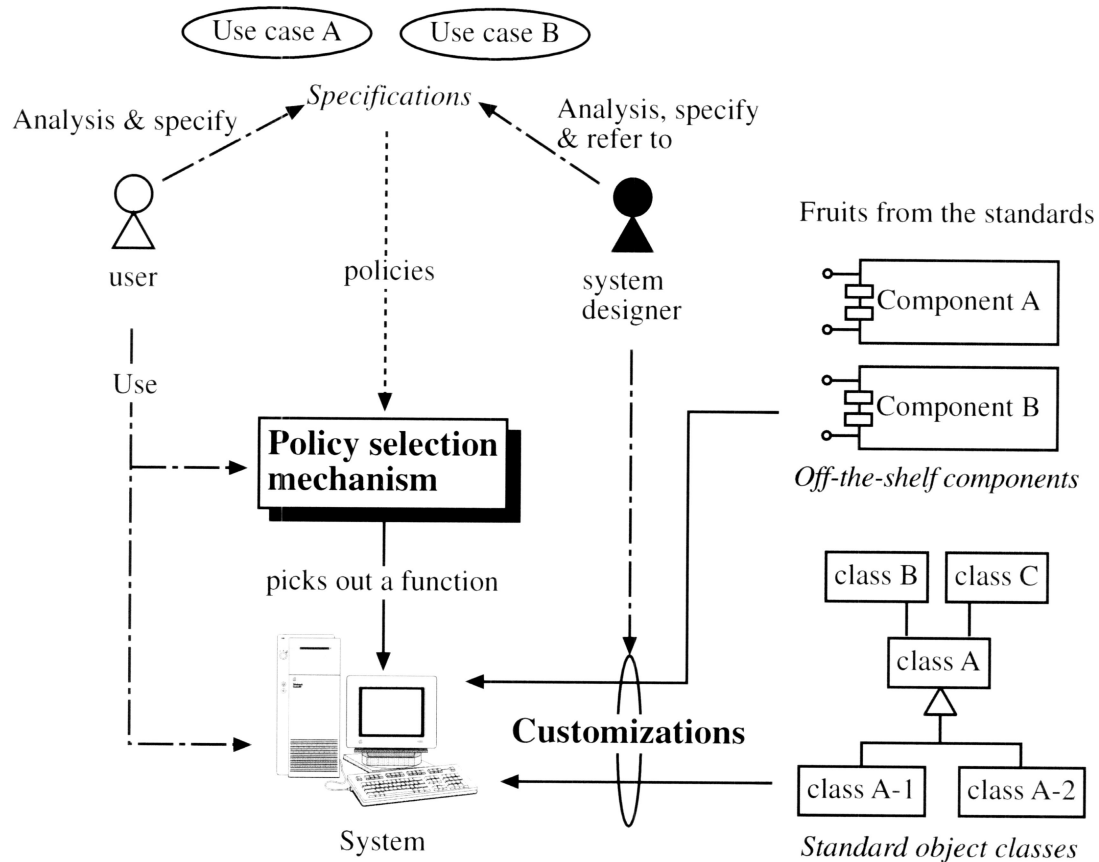 Use case A
Use case B
Specifications
Analysis & specify
Analysis, specify
& refer to
user
policies
system
designer
Fruits from the standards
Component A
Component B
Off-the-shelf components
Use
Policy selection
mechanism
picks out a function
class B
class C
class A
Customizations
class A-1
class A-2
System
Standard object classes